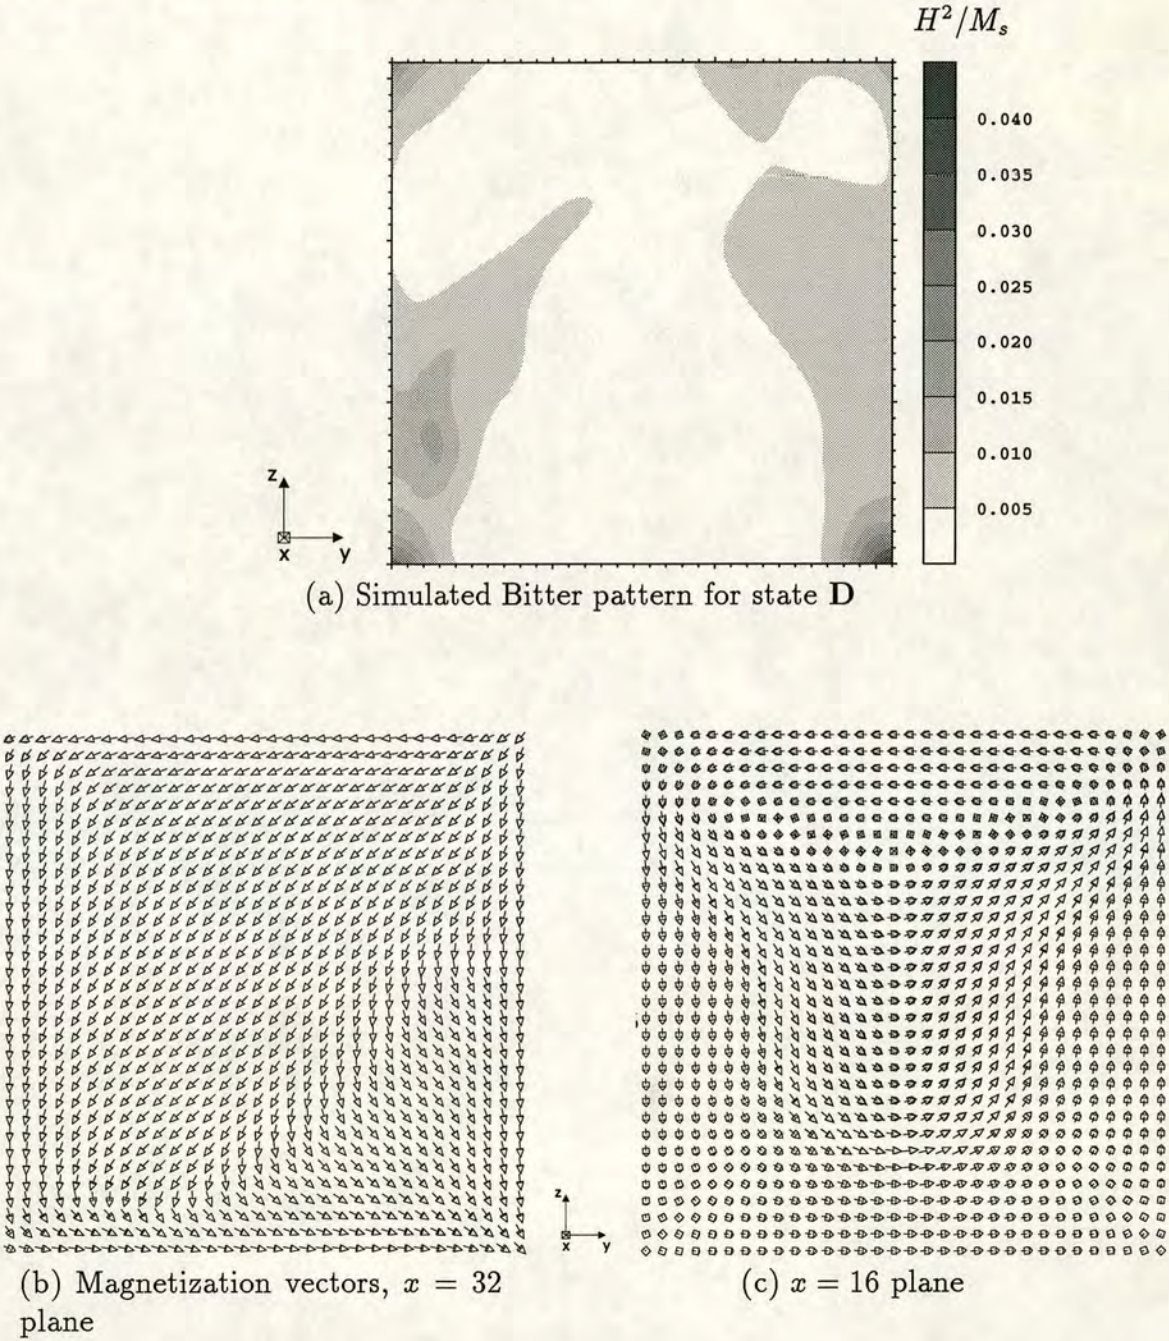 H²/Mₛ
0.040
0.035
0.030
0.025
0.020
0.015
0.010
0.005
z
x
y
(a) Simulated Bitter pattern for state D
z
x
y
(b) Magnetization vectors, x = 32
plane
(c) x = 16 plane